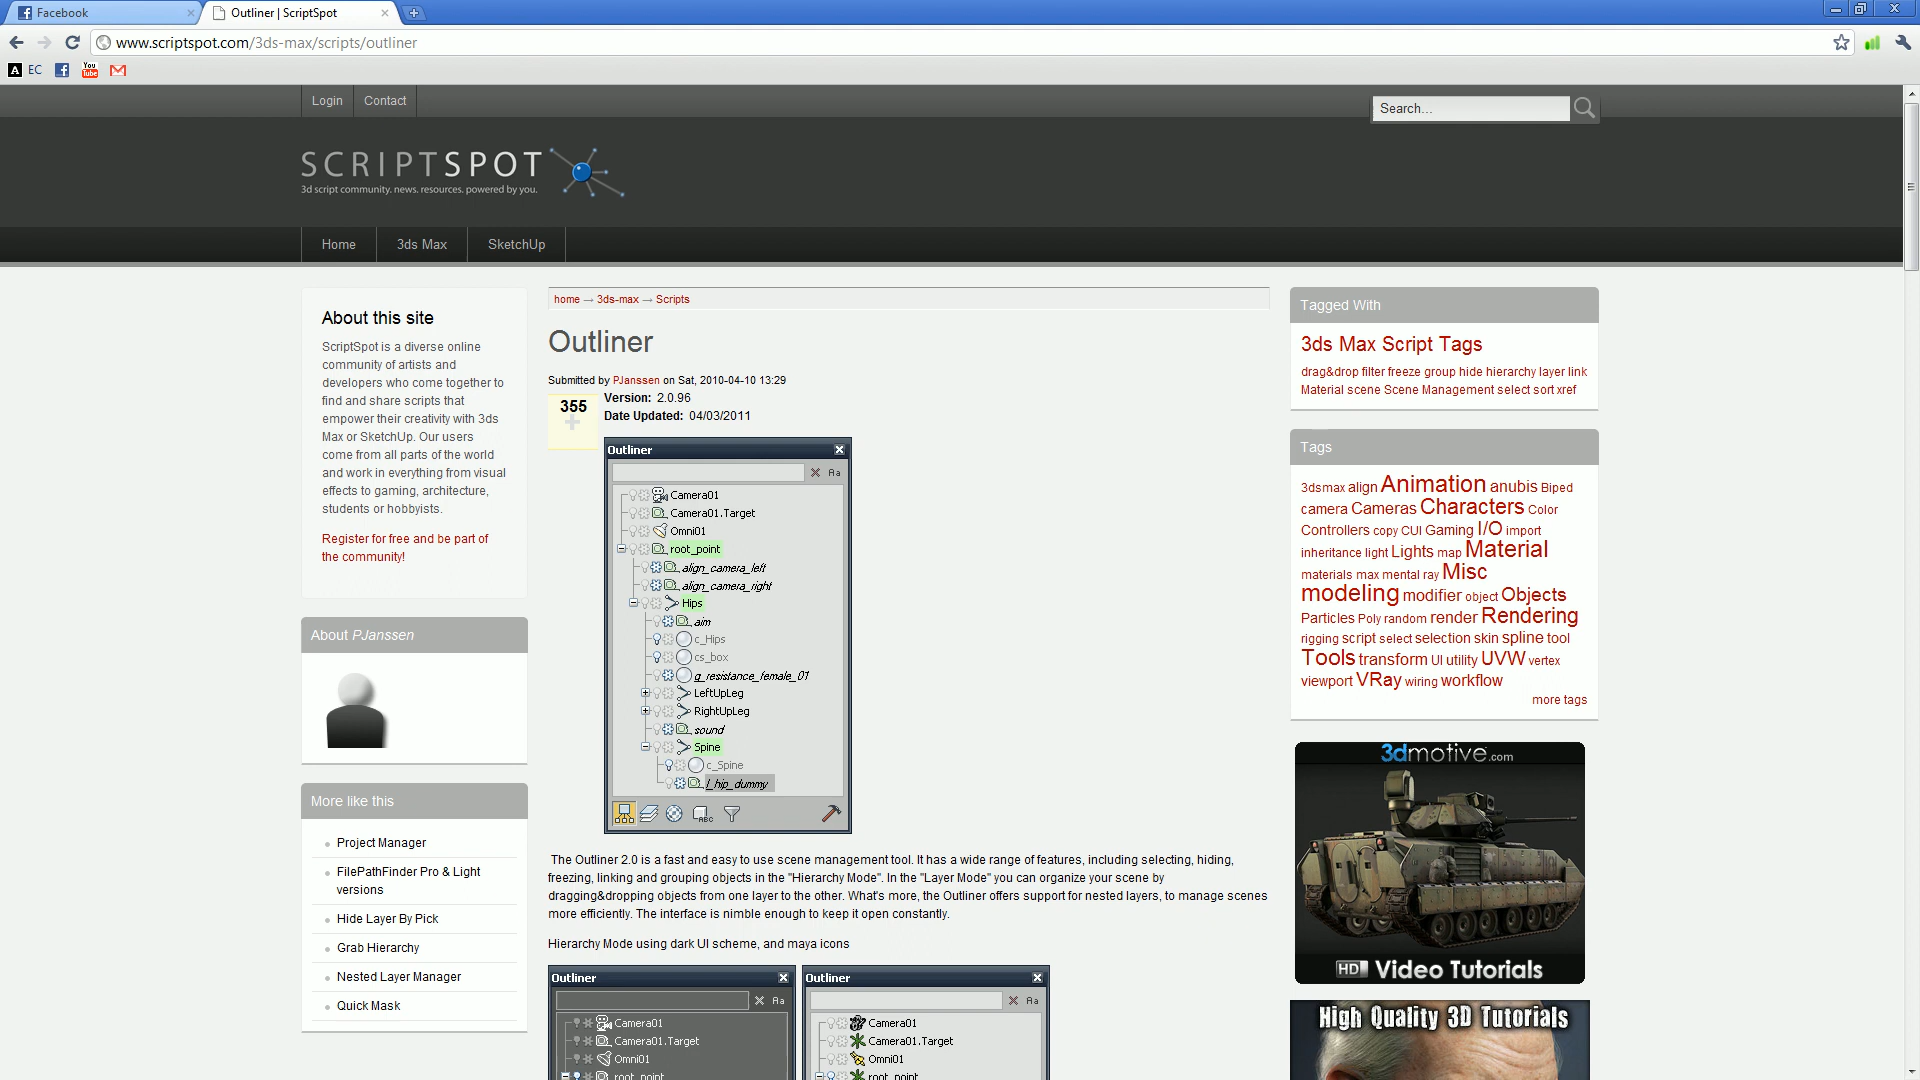 Facebook
Outliner | ScriptSpot
www.scriptspot.com/3ds-max/scripts/outliner
A EC
You Tube
Login
Contact
Search...
SCRIPTSPOT
3d script community. news. resources. powered by you.
Home
3ds Max
SketchUp
About this site
ScriptSpot is a diverse online
community of artists and
developers who come together to
find and share scripts that
empower their creativity with 3ds
Max or SketchUp. Our users
come from all parts of the world
and work in everything from visual
effects to gaming, architecture,
students or hobbyists.
Register for free and be part of
the community!
About PJanssen
More like this
Project Manager
FilePathFinder Pro & Light
versions
Hide Layer By Pick
Grab Hierarchy
Nested Layer Manager
Quick Mask
home → 3ds-max → Scripts
Outliner
Submitted by PJanssen on Sat, 2010-04-10 13:29
355
Version: 2.0.96
Date Updated: 04/03/2011
Outliner
Aa
Camera01
Camera01.Target
Omni01
root_point
align_camera_left
align_camera_right
Hips
aim
c_Hips
cs_box
g_resistance_female_01
LeftUpLeg
RightUpLeg
sound
Spine
c_Spine
l_hip_dummy
ABC
The Outliner 2.0 is a fast and easy to use scene management tool. It has a wide range of features, including selecting, hiding,
freezing, linking and grouping objects in the "Hierarchy Mode". In the "Layer Mode" you can organize your scene by
dragging&dropping objects from one layer to the other. What's more, the Outliner offers support for nested layers, to manage scenes
more efficiently. The interface is nimble enough to keep it open constantly.
Hierarchy Mode using dark UI scheme, and maya icons
Outliner
Aa
Camera01
Camera01.Target
Omni01
root_point
Outliner
Aa
Camera01
Camera01.Target
Omni01
root_point
Tagged With
3ds Max Script Tags
drag&drop filter freeze group hide hierarchy layer link
Material scene Scene Management select sort xref
Tags
3dsmax align Animation anubis Biped
camera Cameras Characters Color
Controllers copy CUI Gaming I/O import
inheritance light Lights map Material
materials max mental ray Misc
modeling modifier object Objects
Particles Poly random render Rendering
rigging script select selection skin spline tool
Tools transform UI utility UVW vertex
viewport VRay wiring workflow
more tags
3dmotive.com
HD Video Tutorials
High Quality 3D Tutorials